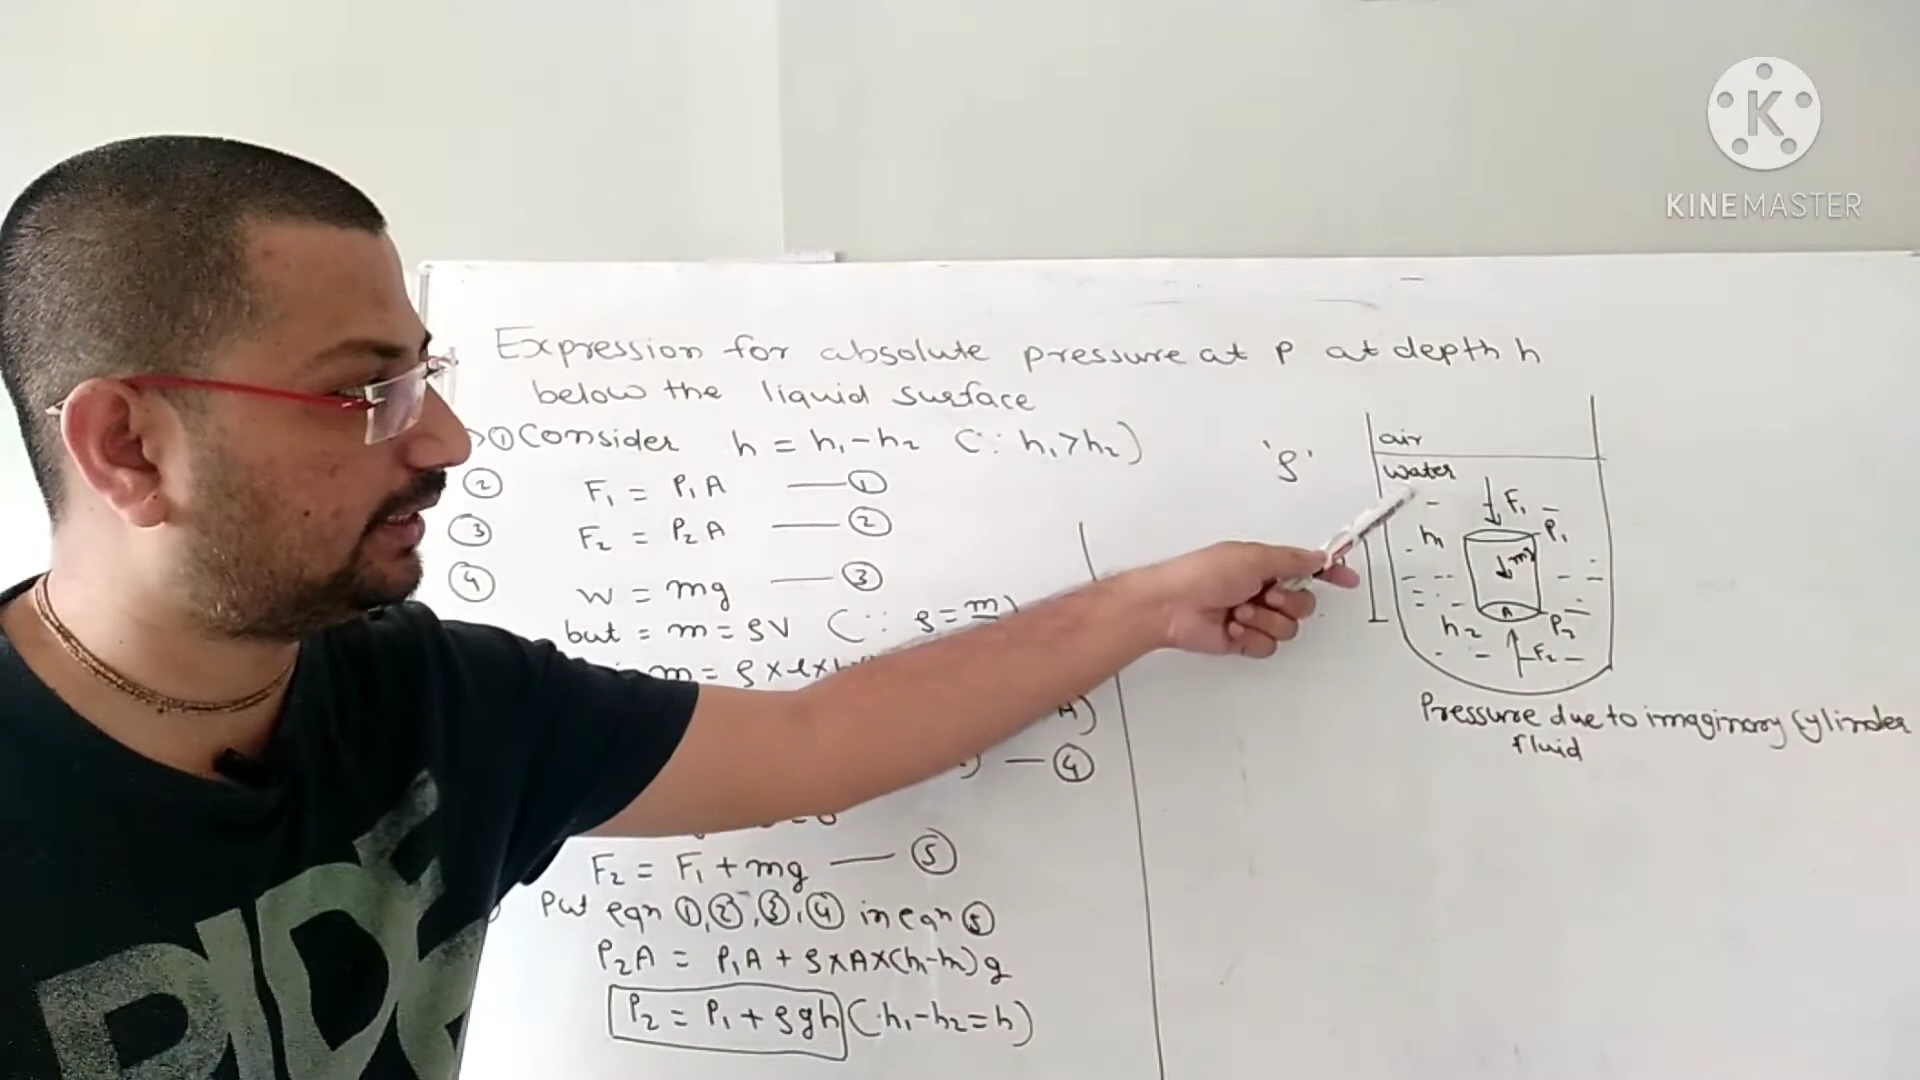 K
KINEMASTER
Expression for absolute pressure at P at depth h
below the liquid surface
① Consider h = h₁-h₂ (∵ h₁>h₂)
② F₁ = P₁A —— ①
③ F₂ = P₂A —— ②
④ W = mg —— ③
but = m = ρV (∵ ρ = m
m = ρ×l×b
A)
) — ④
F₂ = F₁ + mg —— ⑤
Put eqn ①,②,③,④ in eqn ⑤
P₂A = P₁A + ρ×A×(h-h)g
P₂ = P₁ + ρgh (∵h₁-h₂=h)
'ρ'
air
water
F₁
P₁
h₁
mg
A
h₂
P₂
F₂
Pressure due to imaginary cylinder
fluid
RIDE